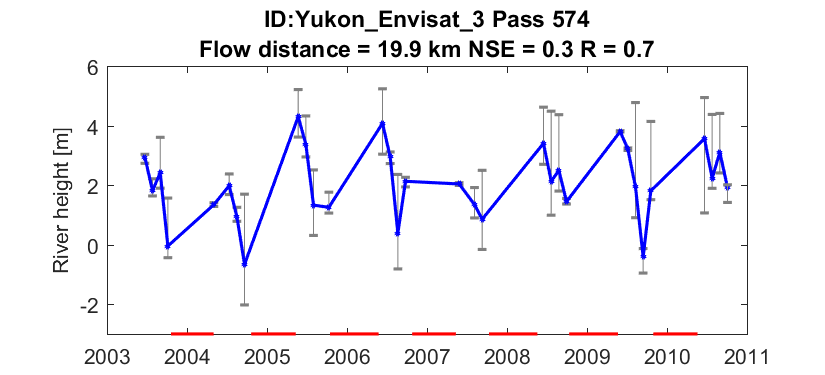 ID:Yukon_Envisat_3 Pass 574
Flow distance = 19.9 km NSE = 0.3 R = 0.7
River height [m]
6
4
2
0
-2
2003 2004 2005 2006 2007 2008 2009 2010 2011